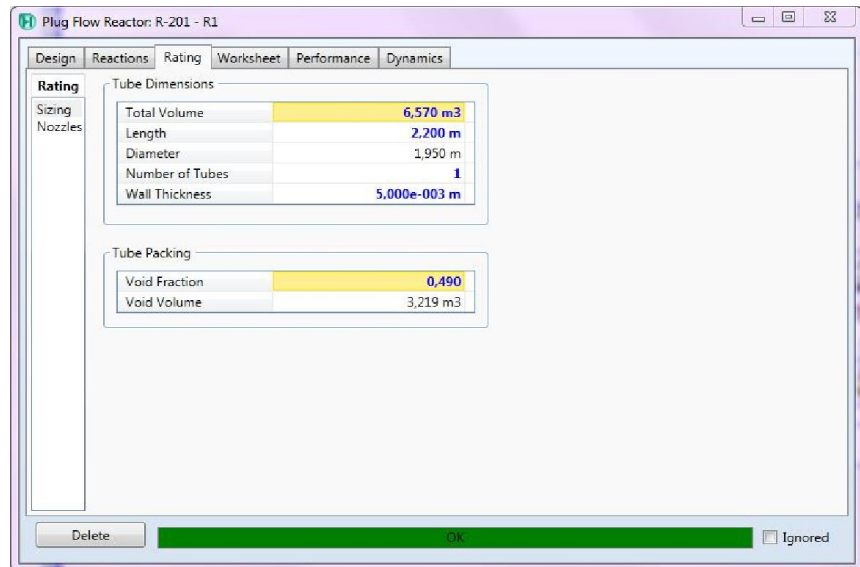 Plug Flow Reactor: R-201 - R1
Design Reactions Rating Worksheet Performance Dynamics
Rating
Sizing
Nozzles
Tube Dimensions
Total Volume 6,570 m3
Length 2,200 m
Diameter 1,950 m
Number of Tubes 1
Wall Thickness 5,000e-003 m
Tube Packing
Void Fraction 0,490
Void Volume 3,219 m3
Delete OK Ignored